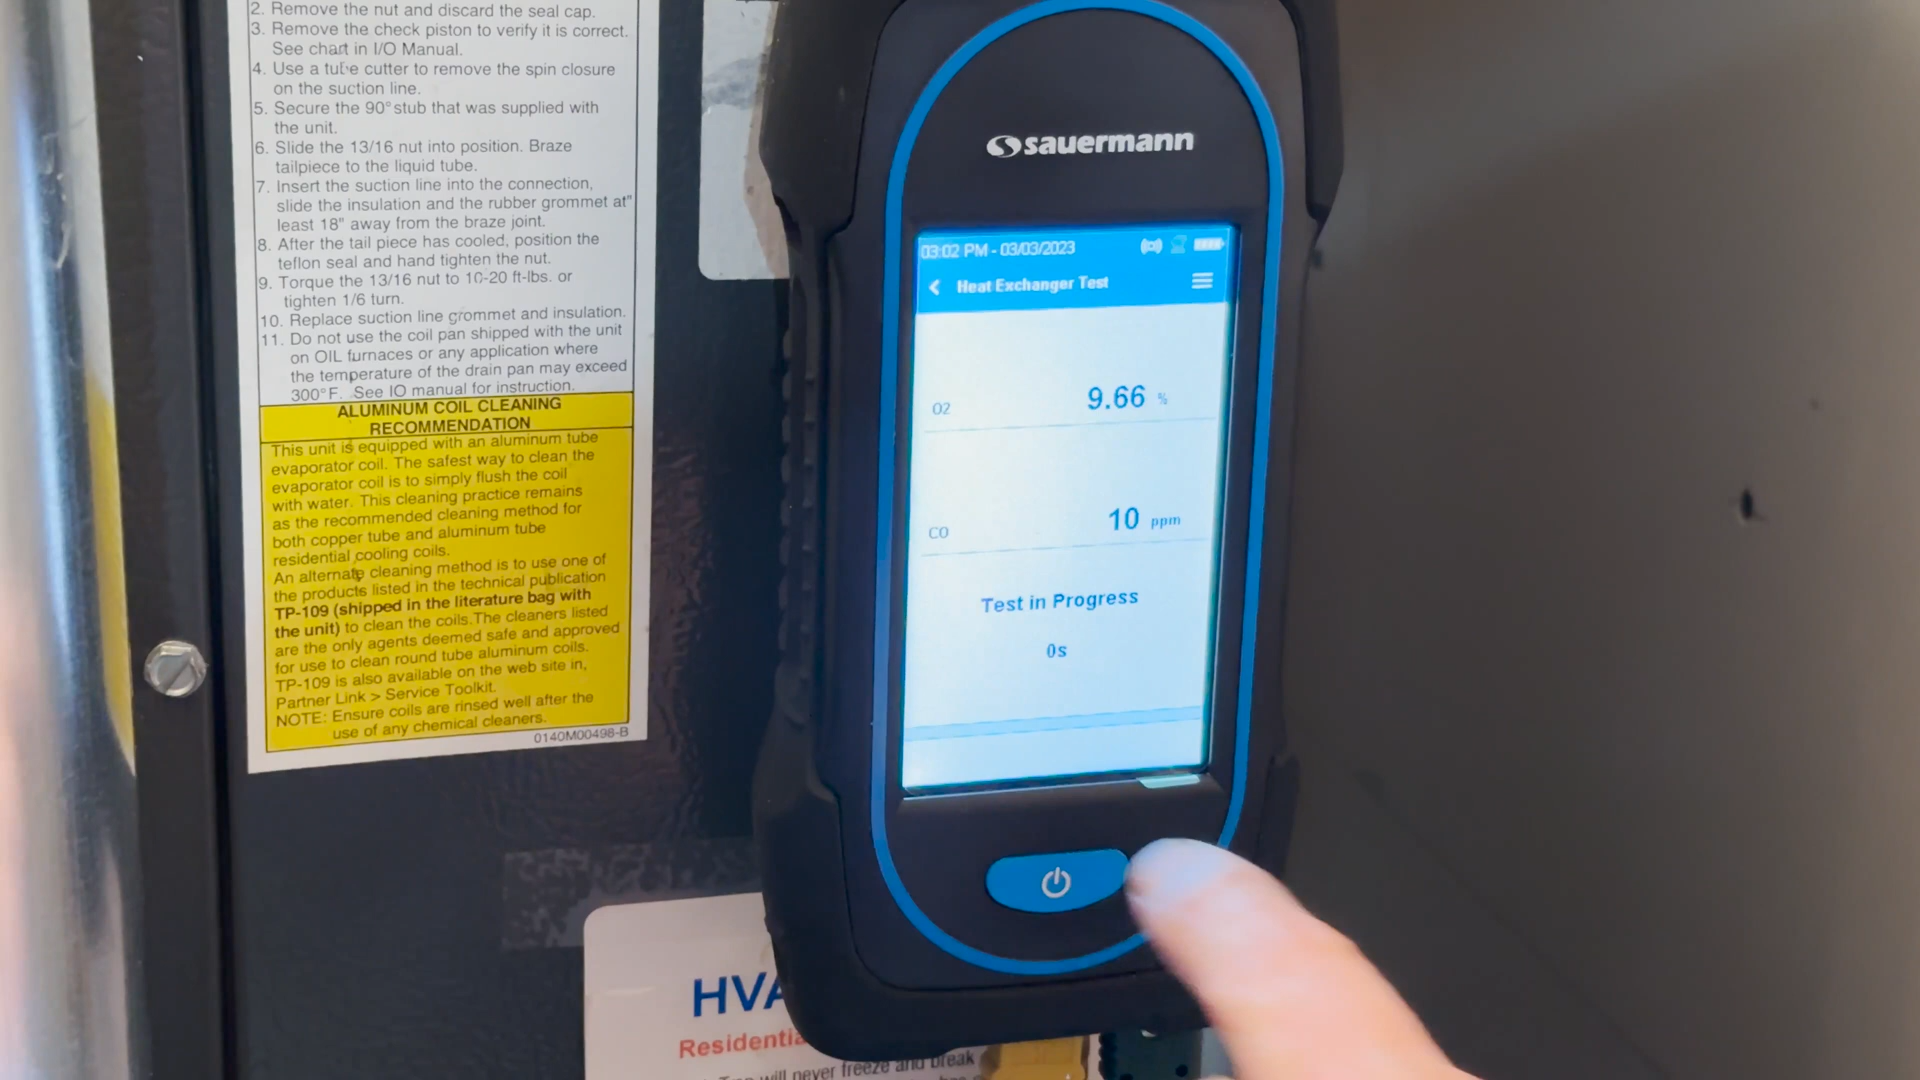 2. Remove the nut and discard the seal cap.
3. Remove the check piston to verify it is correct.
See chart in I/O Manual.
4. Use a tube cutter to remove the spin closure
on the suction line.
5. Secure the 90° stub that was supplied with
the unit.
6. Slide the 13/16 nut into position. Braze
tailpiece to the liquid tube.
7. Insert the suction line into the connection,
slide the insulation and the rubber grommet at"
least 18" away from the braze joint.
8. After the tail piece has cooled, position the
teflon seal and hand tighten the nut.
9. Torque the 13/16 nut to 10-20 ft-lbs. or
tighten 1/6 turn.
10. Replace suction line grommet and insulation.
11. Do not use the coil pan shipped with the unit
on OIL furnaces or any application where
the temperature of the drain pan may exceed
300°F. See IO manual for instruction.
ALUMINUM COIL CLEANING
RECOMMENDATION
This unit is equipped with an aluminum tube
evaporator coil. The safest way to clean the
evaporator coil is to simply flush the coil
with water. This cleaning practice remains
as the recommended cleaning method for
both copper tube and aluminum tube
residential cooling coils.
An alternate cleaning method is to use one of
the products listed in the technical publication
TP-109 (shipped in the literature bag with
the unit) to clean the coils.The cleaners listed
are the only agents deemed safe and approved
for use to clean round tube aluminum coils.
TP-109 is also available on the web site in,
Partner Link > Service Toolkit.
NOTE: Ensure coils are rinsed well after the
use of any chemical cleaners.
0140M00498-B
sauermann
03:02 PM - 03/03/2023
Heat Exchanger Test
O2 9.66 %
CO 10 ppm
Test in Progress
0s
HVA
Residentia
will never freeze and break